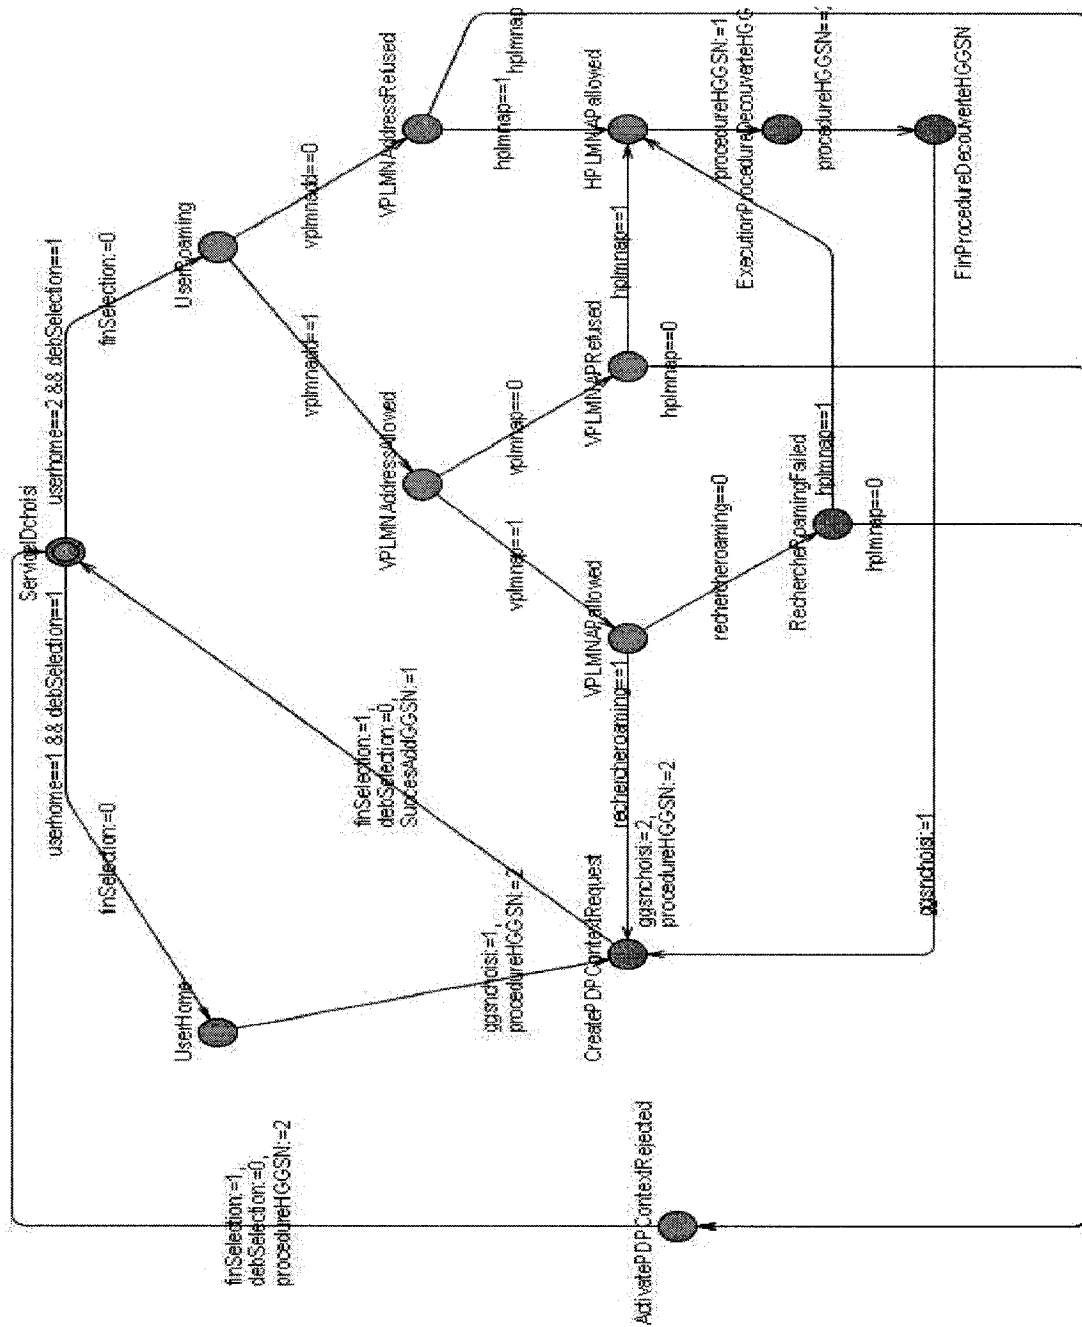 ServiceIDchoisi
userhome==1 && debSelection==1
userhome==2 && debSelection==1
finSelection:=0
finSelection:=0
UserHome
UserRoaming
vplmnadd==1
vplmnadd==0
VPLMNAddressAllowed
VPLMNAddressRefused
vplmnap==1
vplmnap==0
hplmnap==1
hplmnap
finSelection:=1,
debSelection:=0,
SuccesAddGGSN:=1
ggsnchoisi:=1,
procedureHGGSN:=2
CreatePDPContextRequest
VPLMNAPallowed
VPLMNAPRefused
HPLMNAPallowed
rechercheroaming==1
ggsnchoisi:=2,
procedureHGGSN:=2
hplmnap==1
hplmnap==0
rechercheroaming==0
procedureHGGSN:=1
ExecutionProcedureDecouverteHGG
RechercheRoamingFailed
hplmnap==1
hplmnap==0
procedureHGGSN==
FinProcedureDecouverteHGGSN
ggsnchoisi:=1
finSelection:=1,
debSelection:=0,
procedureHGGSN:=2
ActivatePDPContextRejected